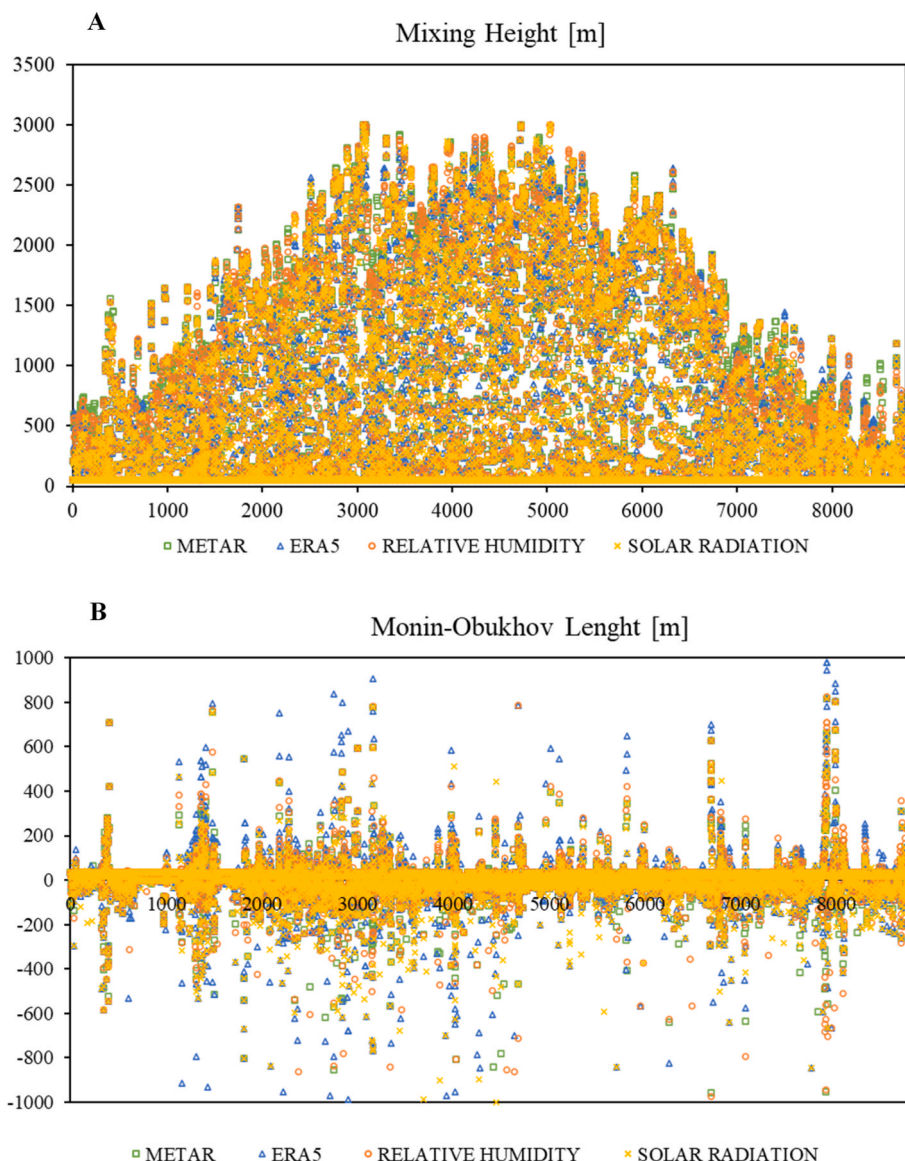 A
Mixing Height [m]
3500
3000
2500
2000
1500
1000
500
0
0 1000 2000 3000 4000 5000 6000 7000 8000
METAR ERA5 RELATIVE HUMIDITY SOLAR RADIATION
B
Monin-Obukhov Lenght [m]
1000
800
600
400
200
0
0 1000 2000 3000 4000 5000 6000 7000 8000
-200
-400
-600
-800
-1000
METAR ERA5 RELATIVE HUMIDITY SOLAR RADIATION